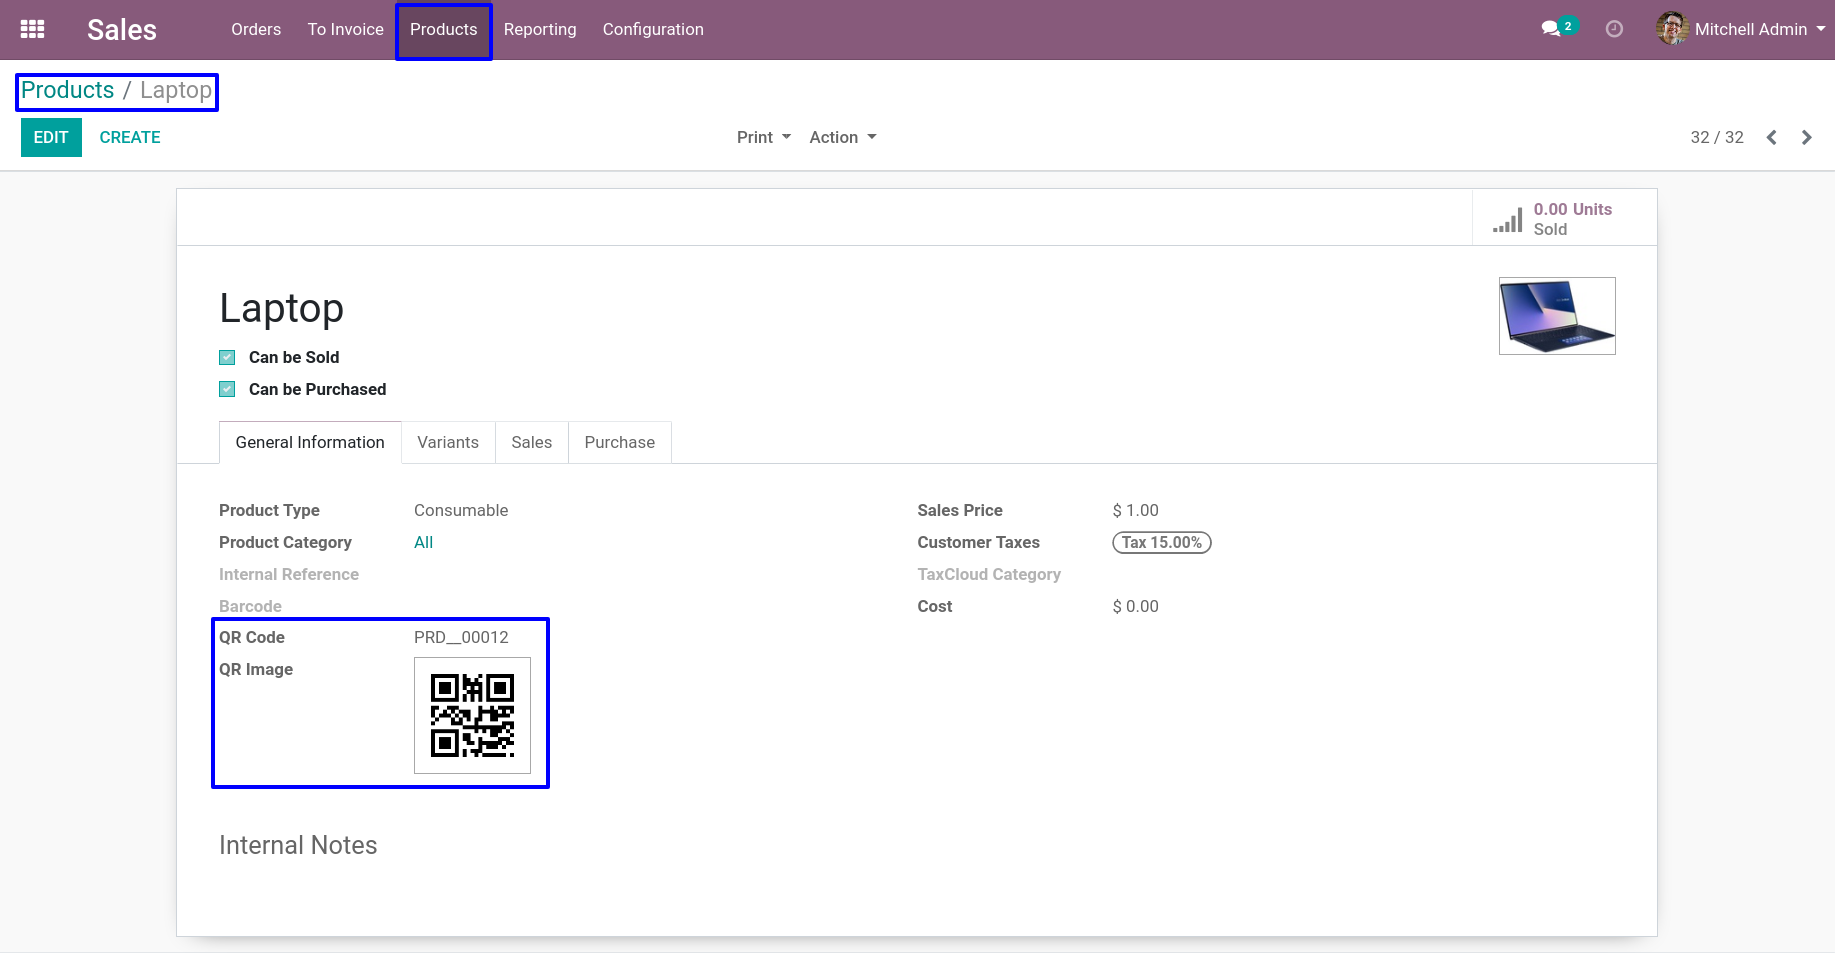 Sales Orders To Invoice Products Reporting Configuration 2 Mitchell Admin
Products / Laptop
EDIT CREATE Print Action 32 / 32
0.00 Units
Sold
Laptop
Can be Sold
Can be Purchased
General Information Variants Sales Purchase
Product Type Consumable Sales Price $ 1.00
Product Category All Customer Taxes Tax 15.00%
Internal Reference TaxCloud Category
Barcode Cost $ 0.00
QR Code PRD__00012
QR Image
Internal Notes